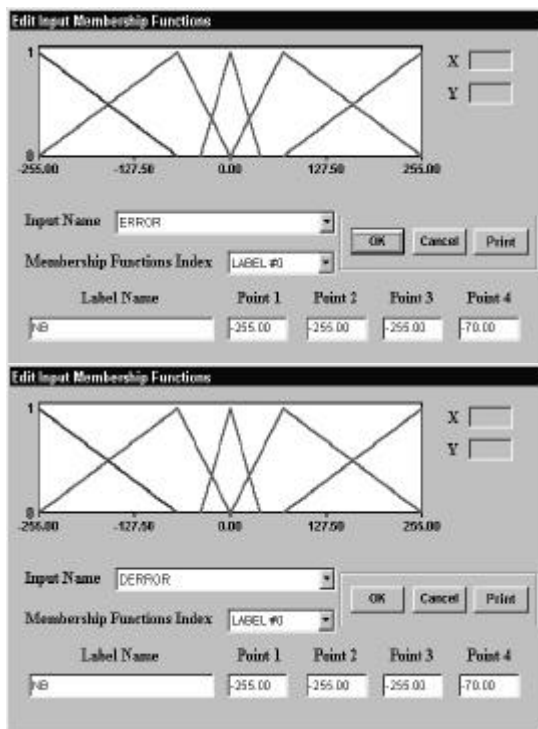 Edit Input Membership Functions
1
X
Y
0
-255.00 -127.50 0.00 127.50 255.00
Input Name ERROR
OK Cancel Print
Membership Functions Index LABEL #0
Label Name Point 1 Point 2 Point 3 Point 4
NB -255.00 -255.00 -255.00 -70.00
Edit Input Membership Functions
1
X
Y
0
-255.00 -127.50 0.00 127.50 255.00
Input Name DERROR
OK Cancel Print
Membership Functions Index LABEL #0
Label Name Point 1 Point 2 Point 3 Point 4
NB -255.00 -255.00 -255.00 -70.00